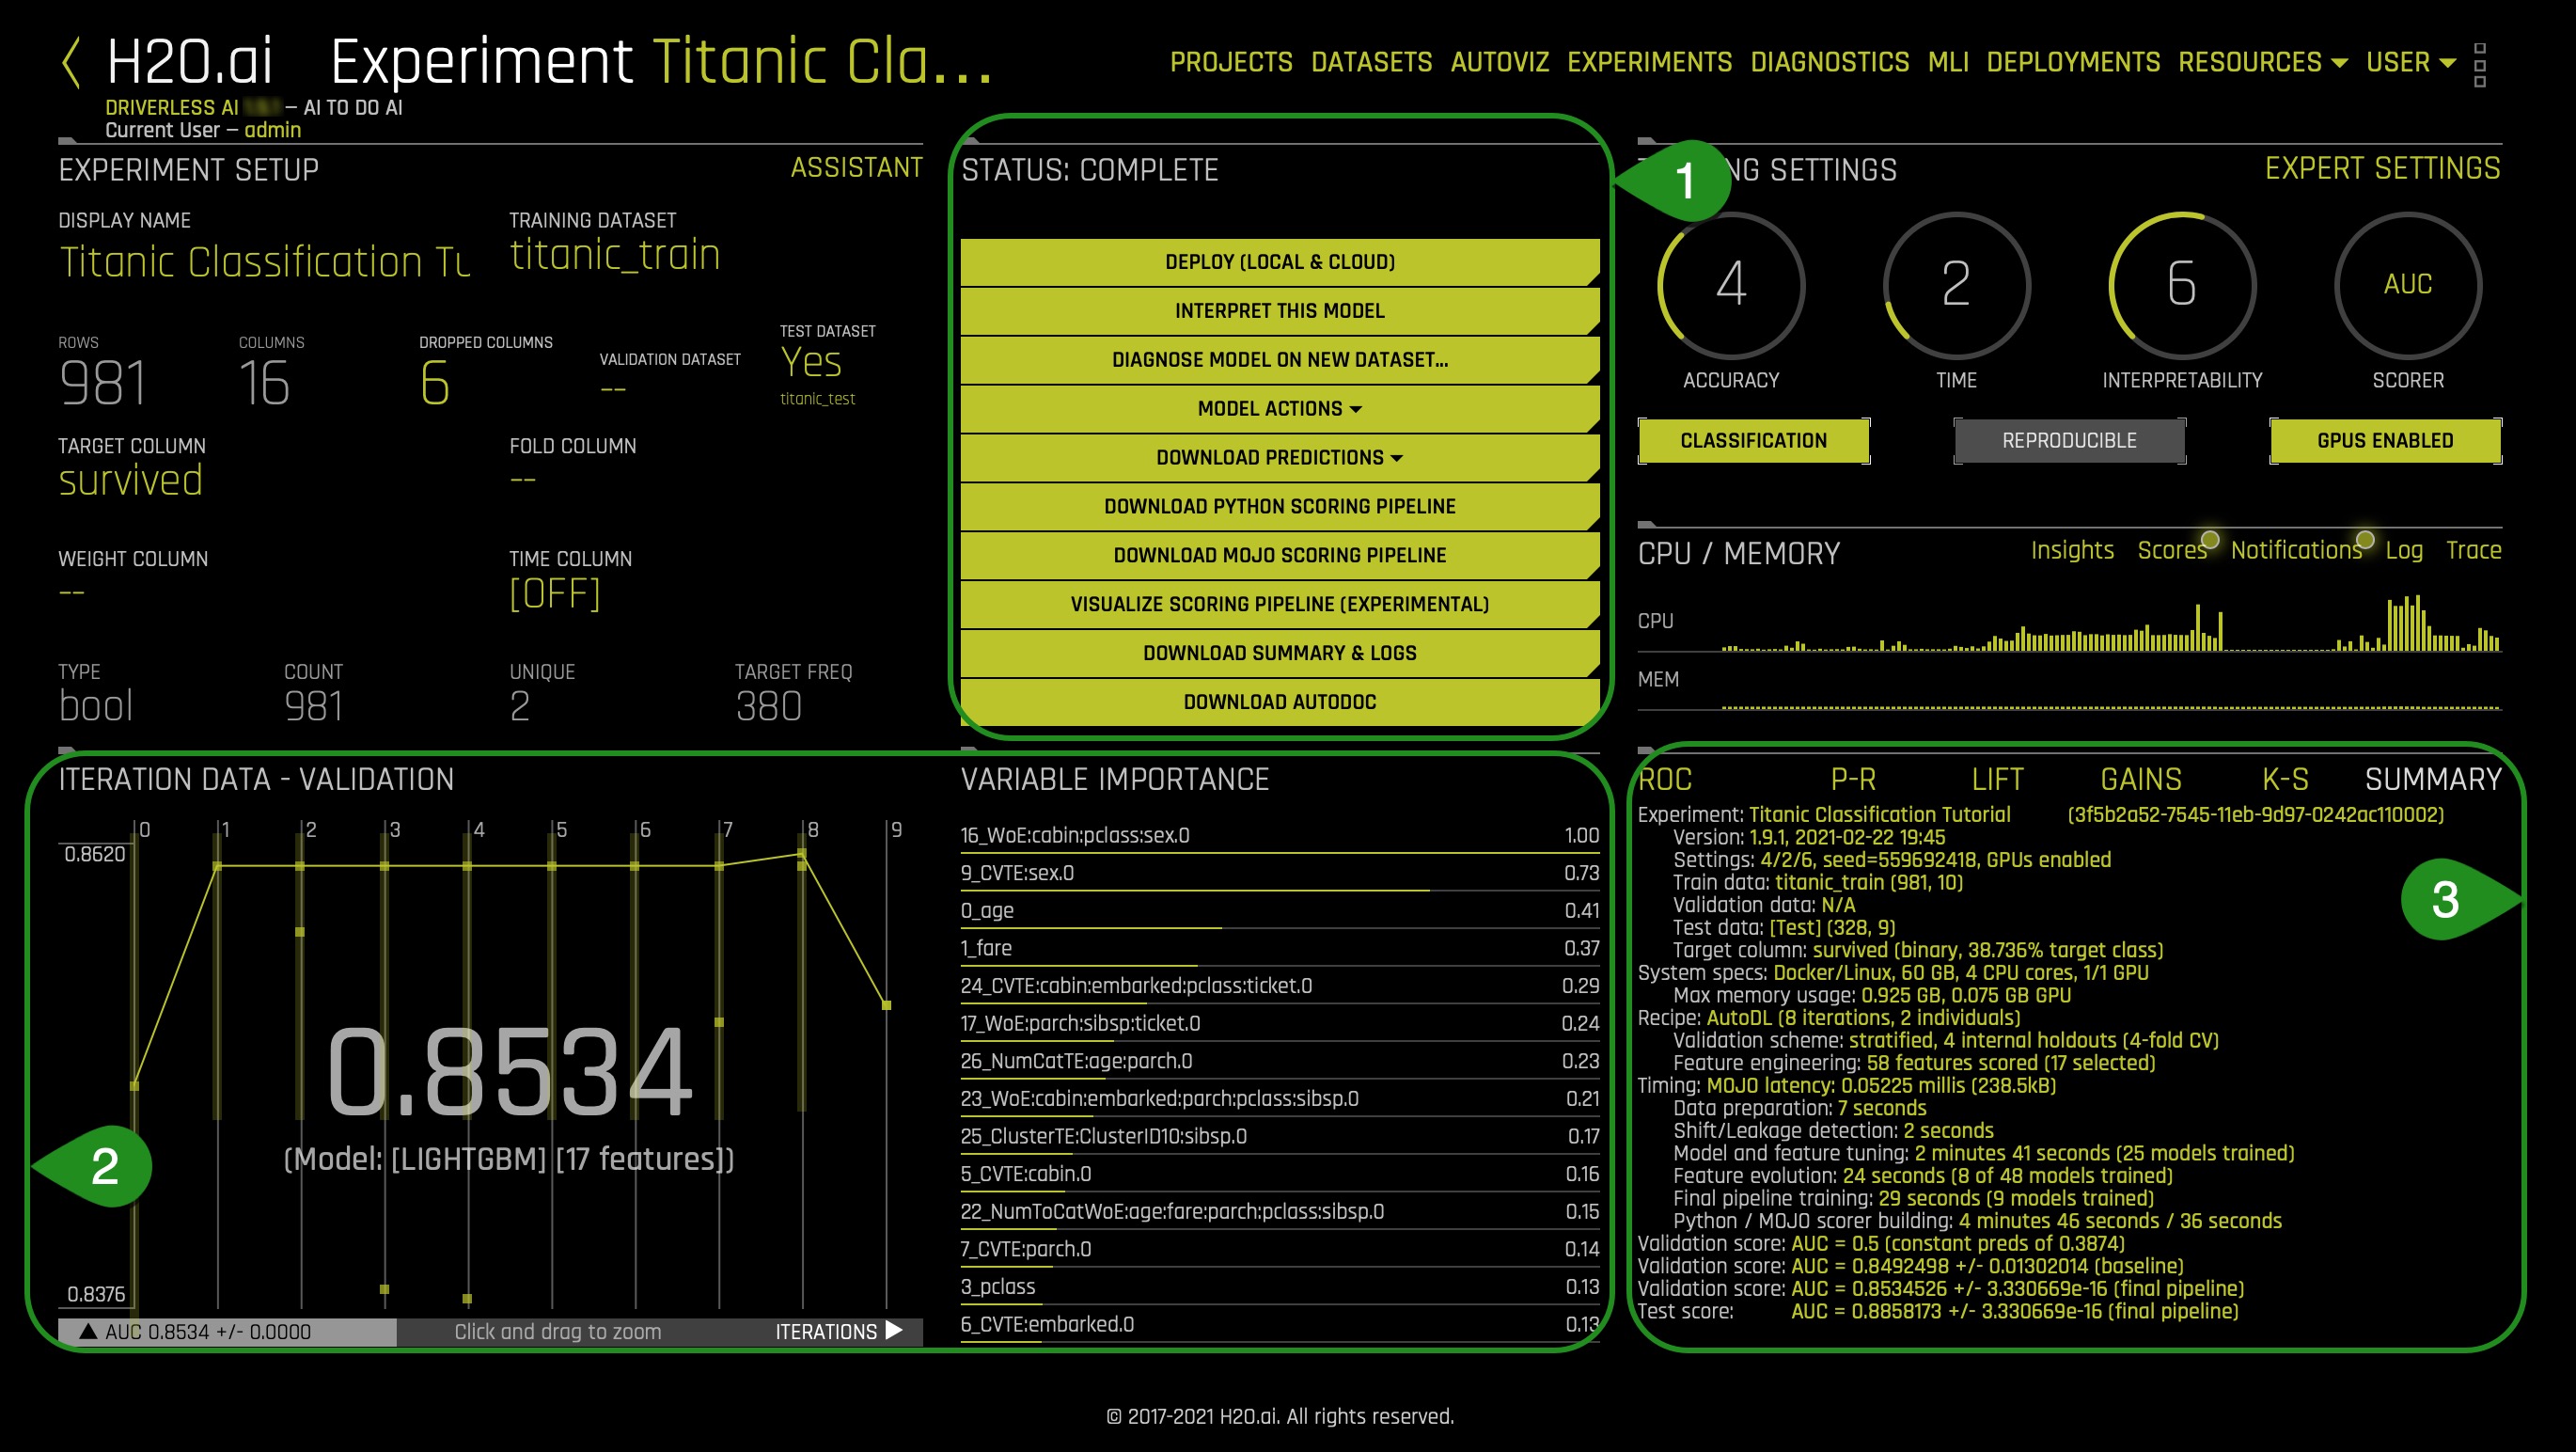 H2O.ai Experiment Titanic Cla...
PROJECTS DATASETS AUTOVIZ EXPERIMENTS DIAGNOSTICS MLI DEPLOYMENTS RESOURCES USER
DRIVERLESS AI – AI TO DO AI
Current User – admin
EXPERIMENT SETUP
ASSISTANT
DISPLAY NAME
Titanic Classification Tu
TRAINING DATASET
titanic_train
ROWS
981
COLUMNS
16
DROPPED COLUMNS
6
VALIDATION DATASET
--
TEST DATASET
Yes
titanic_test
TARGET COLUMN
survived
FOLD COLUMN
--
WEIGHT COLUMN
--
TIME COLUMN
[OFF]
TYPE
bool
COUNT
981
UNIQUE
2
TARGET FREQ
380
STATUS: COMPLETE
1
DEPLOY (LOCAL & CLOUD)
INTERPRET THIS MODEL
DIAGNOSE MODEL ON NEW DATASET...
MODEL ACTIONS
DOWNLOAD PREDICTIONS
DOWNLOAD PYTHON SCORING PIPELINE
DOWNLOAD MOJO SCORING PIPELINE
VISUALIZE SCORING PIPELINE (EXPERIMENTAL)
DOWNLOAD SUMMARY & LOGS
DOWNLOAD AUTODOC
NG SETTINGS
EXPERT SETTINGS
4
2
6
AUC
ACCURACY
TIME
INTERPRETABILITY
SCORER
CLASSIFICATION
REPRODUCIBLE
GPUS ENABLED
CPU / MEMORY
Insights Scores Notifications Log Trace
CPU
MEM
ITERATION DATA - VALIDATION
0 1 2 3 4 5 6 7 8 9
0.8620
0.8534
(Model: [LIGHTGBM] [17 features])
2
0.8376
AUC 0.8534 +/- 0.0000
Click and drag to zoom
ITERATIONS
VARIABLE IMPORTANCE
16_WoE:cabin:pclass:sex.0 1.00
9_CVTE:sex.0 0.73
0_age 0.41
1_fare 0.37
24_CVTE:cabin:embarked:pclass:ticket.0 0.29
17_WoE:parch:sibsp:ticket.0 0.24
26_NumCatTE:age:parch.0 0.23
23_WoE:cabin:embarked:parch:pclass:sibsp.0 0.21
25_ClusterTE:ClusterID10:sibsp.0 0.17
5_CVTE:cabin.0 0.16
22_NumToCatWoE:age:fare:parch:pclass:sibsp.0 0.15
7_CVTE:parch.0 0.14
3_pclass 0.13
6_CVTE:embarked.0 0.13
ROC P-R LIFT GAINS K-S SUMMARY
Experiment: Titanic Classification Tutorial (3f5b2a52-7545-11eb-9d97-0242ac110002)
Version: 1.9.1, 2021-02-22 19:45
Settings: 4/2/6, seed=559692418, GPUs enabled
Train data: titanic_train (981, 10)
Validation data: N/A
Test data: [Test] (328, 9)
Target column: survived (binary, 38.736% target class)
System specs: Docker/Linux, 60 GB, 4 CPU cores, 1/1 GPU
Max memory usage: 0.925 GB, 0.075 GB GPU
Recipe: AutoDL (8 iterations, 2 individuals)
Validation scheme: stratified, 4 internal holdouts (4-fold CV)
Feature engineering: 58 features scored (17 selected)
Timing: MOJO latency: 0.05225 millis (238.5kB)
Data preparation: 7 seconds
Shift/Leakage detection: 2 seconds
Model and feature tuning: 2 minutes 41 seconds (25 models trained)
Feature evolution: 24 seconds (8 of 48 models trained)
Final pipeline training: 29 seconds (9 models trained)
Python / MOJO scorer building: 4 minutes 46 seconds / 36 seconds
Validation score: AUC = 0.5 (constant preds of 0.3874)
Validation score: AUC = 0.8492498 +/- 0.01302014 (baseline)
Validation score: AUC = 0.8534526 +/- 3.330669e-16 (final pipeline)
Test score: AUC = 0.8858173 +/- 3.330669e-16 (final pipeline)
3
© 2017-2021 H2O.ai. All rights reserved.